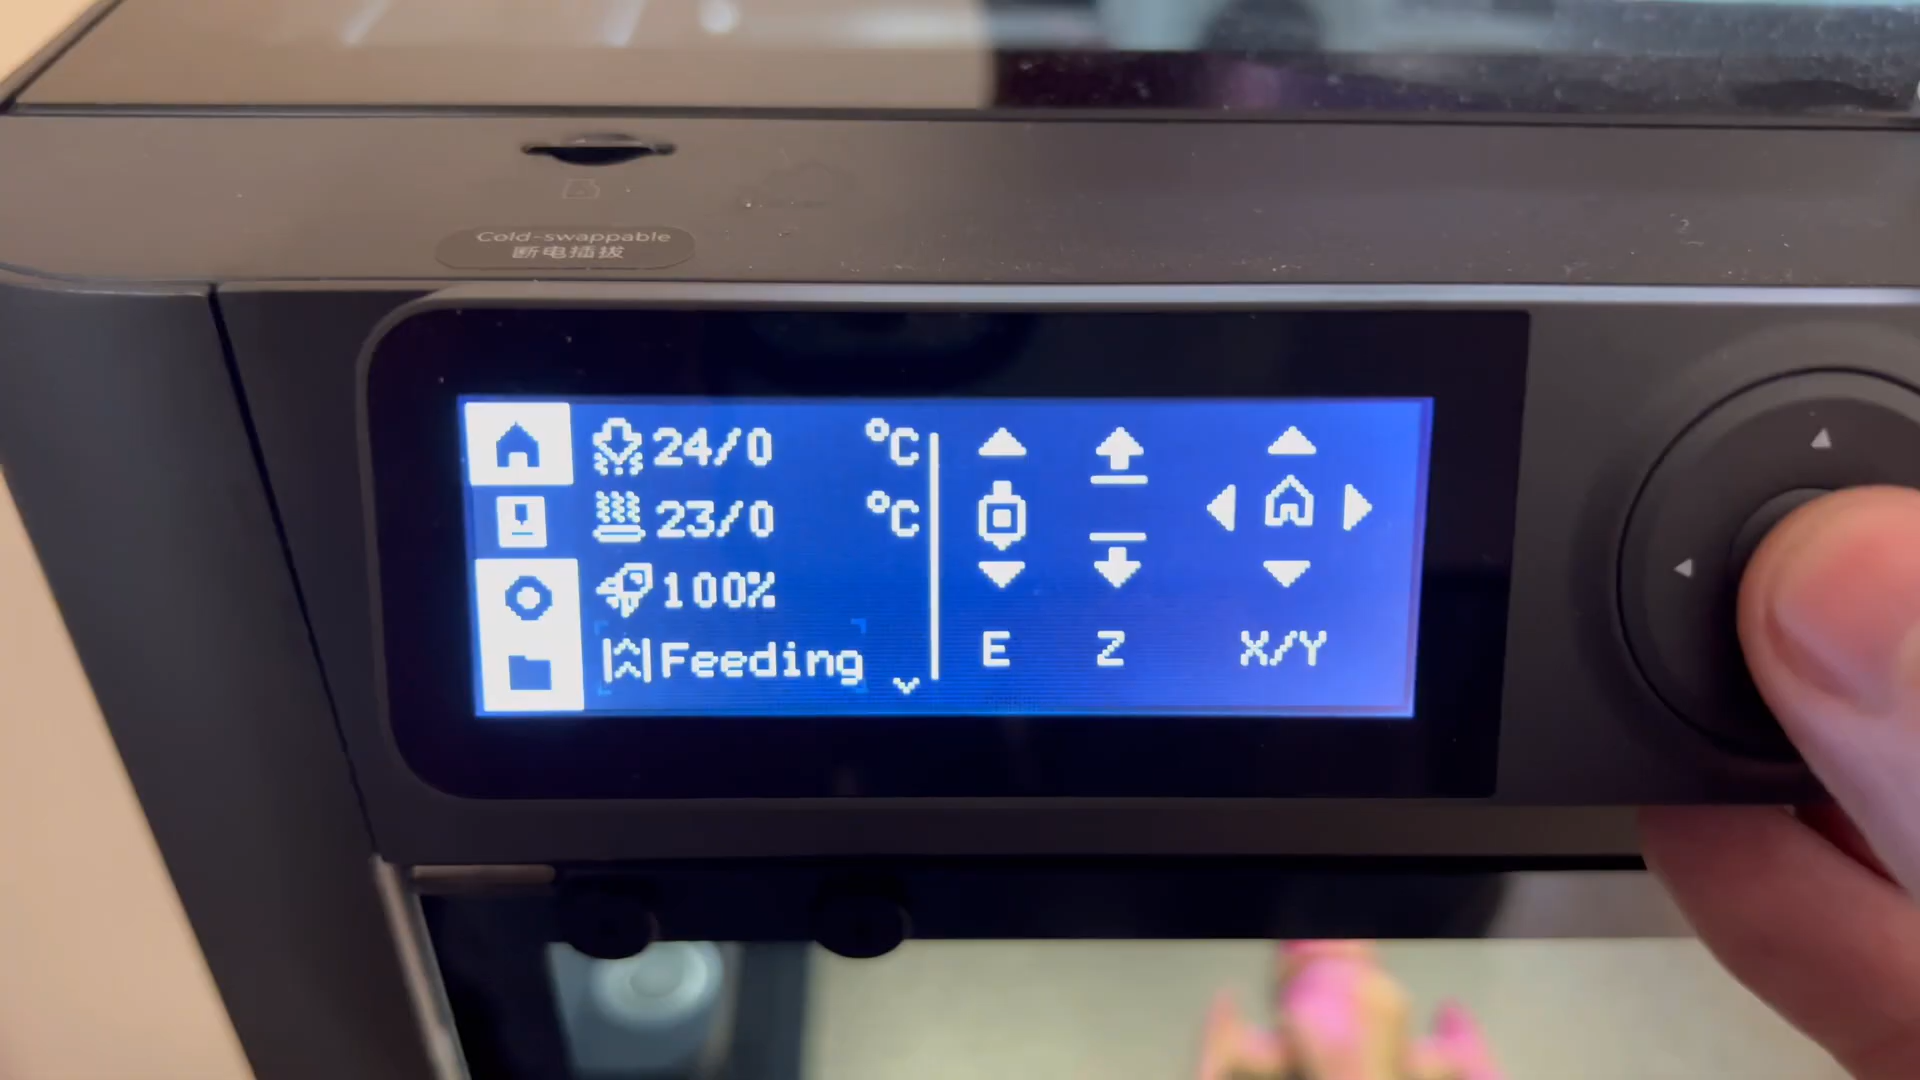 Cold-swappable
断电插拔
24/0 °C
23/0 °C
100%
Feeding
E Z X/Y